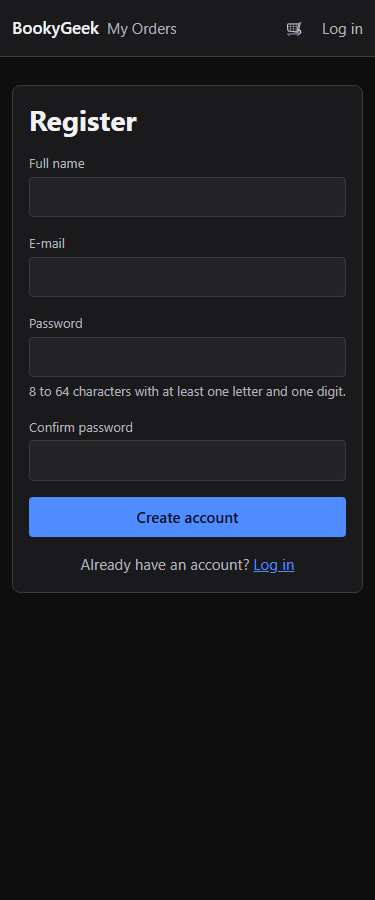 BookyGeek My Orders Log in
Register
Full name
E-mail
Password
8 to 64 characters with at least one letter and one digit.
Confirm password
Create account
Already have an account? Log in